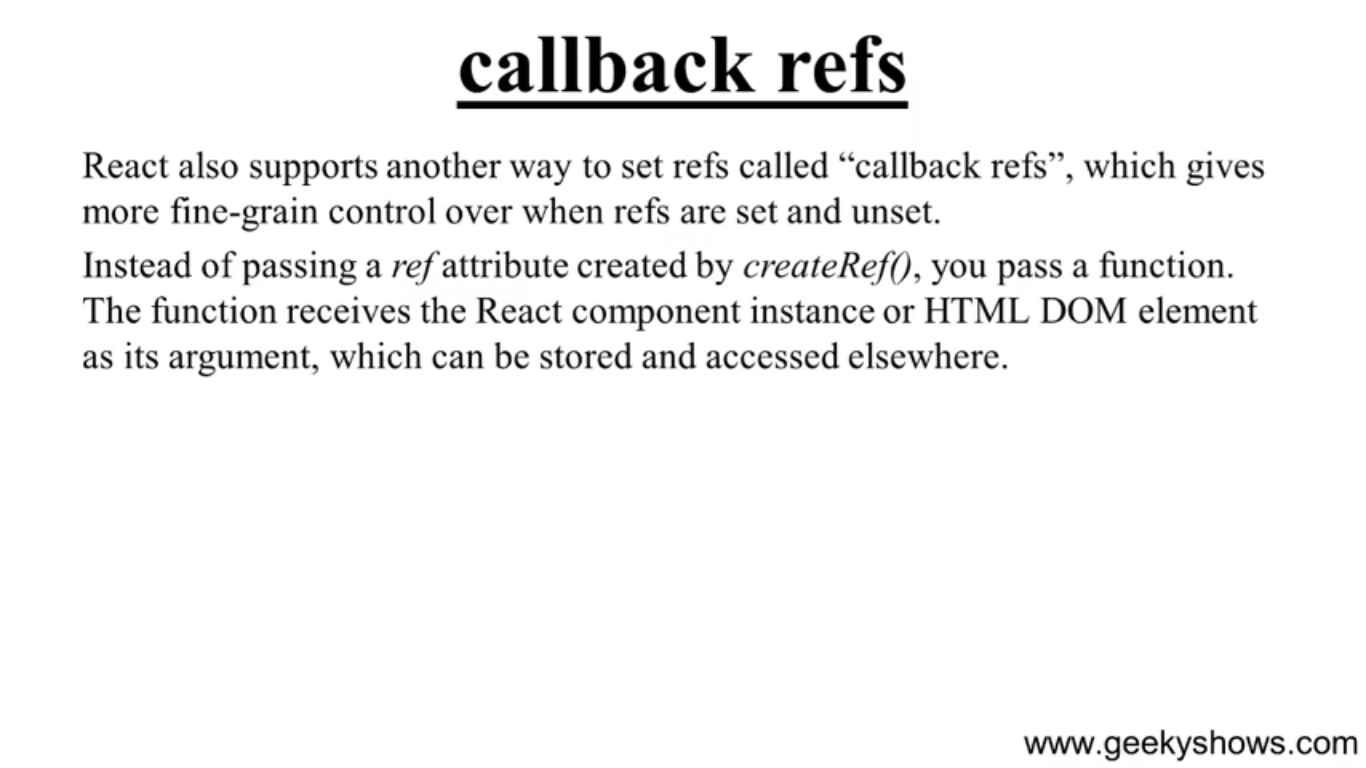 callback refs
React also supports another way to set refs called “callback refs”, which gives
more fine-grain control over when refs are set and unset.
Instead of passing a ref attribute created by createRef(), you pass a function.
The function receives the React component instance or HTML DOM element
as its argument, which can be stored and accessed elsewhere.
www.geekyshows.com